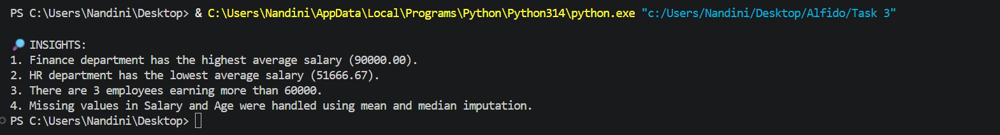 PS C:\Users\Nandini\Desktop> & C:\Users\Nandini\AppData\Local\Programs\Python\Python314\python.exe "c:/Users/Nandini/Desktop/Alfido/Task 3"
🔎 INSIGHTS:
1. Finance department has the highest average salary (90000.00).
2. HR department has the lowest average salary (51666.67).
3. There are 3 employees earning more than 60000.
4. Missing values in Salary and Age were handled using mean and median imputation.
PS C:\Users\Nandini\Desktop>